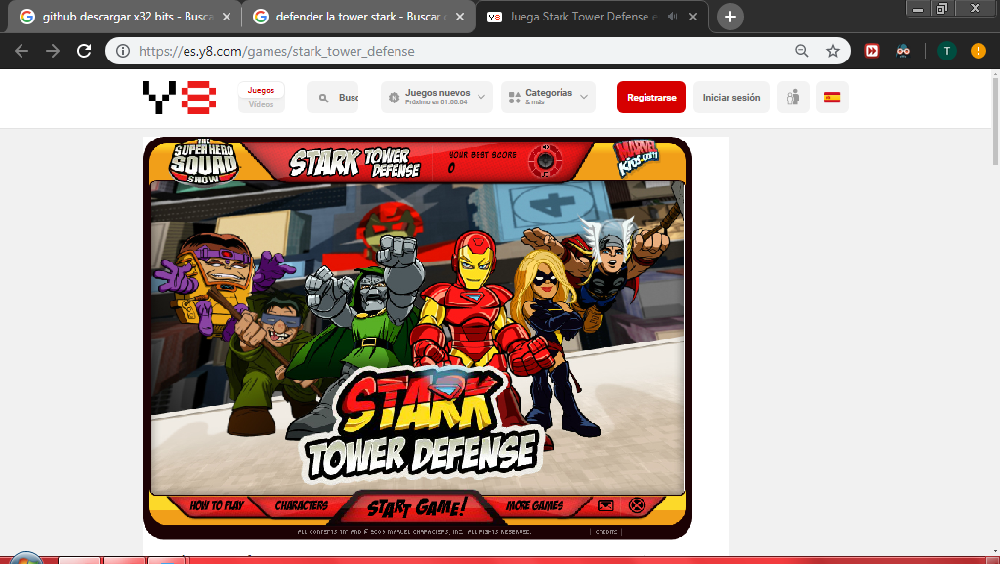 github descargar x32 bits - Busca
defender la tower stark - Buscar
Juega Stark Tower Defense e
https://es.y8.com/games/stark_tower_defense
T
Y8
Juegos
Vídeos
Busc
Juegos nuevos
Próximo en 01:00:04
Categorías
& más
Registrarse
Iniciar sesión
THE
SUPER HERO
SQUAD
SHOW
STARK TOWER
DEFENSE
YOUR BEST SCORE
0
MARVEL
Kids.com
4
STARK
TOWER DEFENSE
HOW TO PLAY
CHARACTERS
START GAME!
MORE GAMES
ALL CONTENTS TM AND © 2009 MARVEL CHARACTERS, INC. ALL RIGHTS RESERVED.
CREDITS